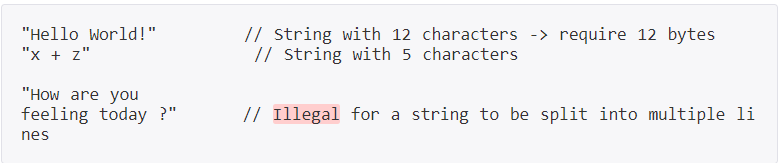 "Hello World!"         // String with 12 characters -> require 12 bytes
"x + z"                // String with 5 characters
"How are you
feeling today ?"       // Illegal for a string to be split into multiple li
nes